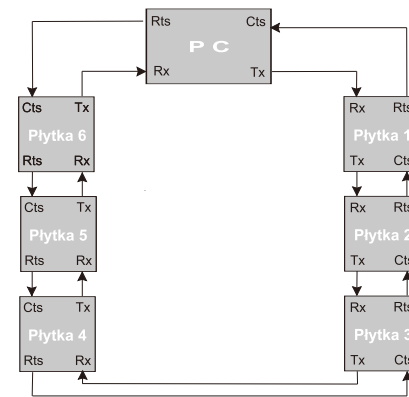 Rts Cts
P C
Rx Tx
Cts Tx
Płytka 6
Rts Rx
Cts Tx
Płytka 5
Rts Rx
Cts Tx
Płytka 4
Rts Rx
Rx Rts
Płytka 1
Tx Cts
Rx Rts
Płytka 2
Tx Cts
Rx Rts
Płytka 3
Tx Cts